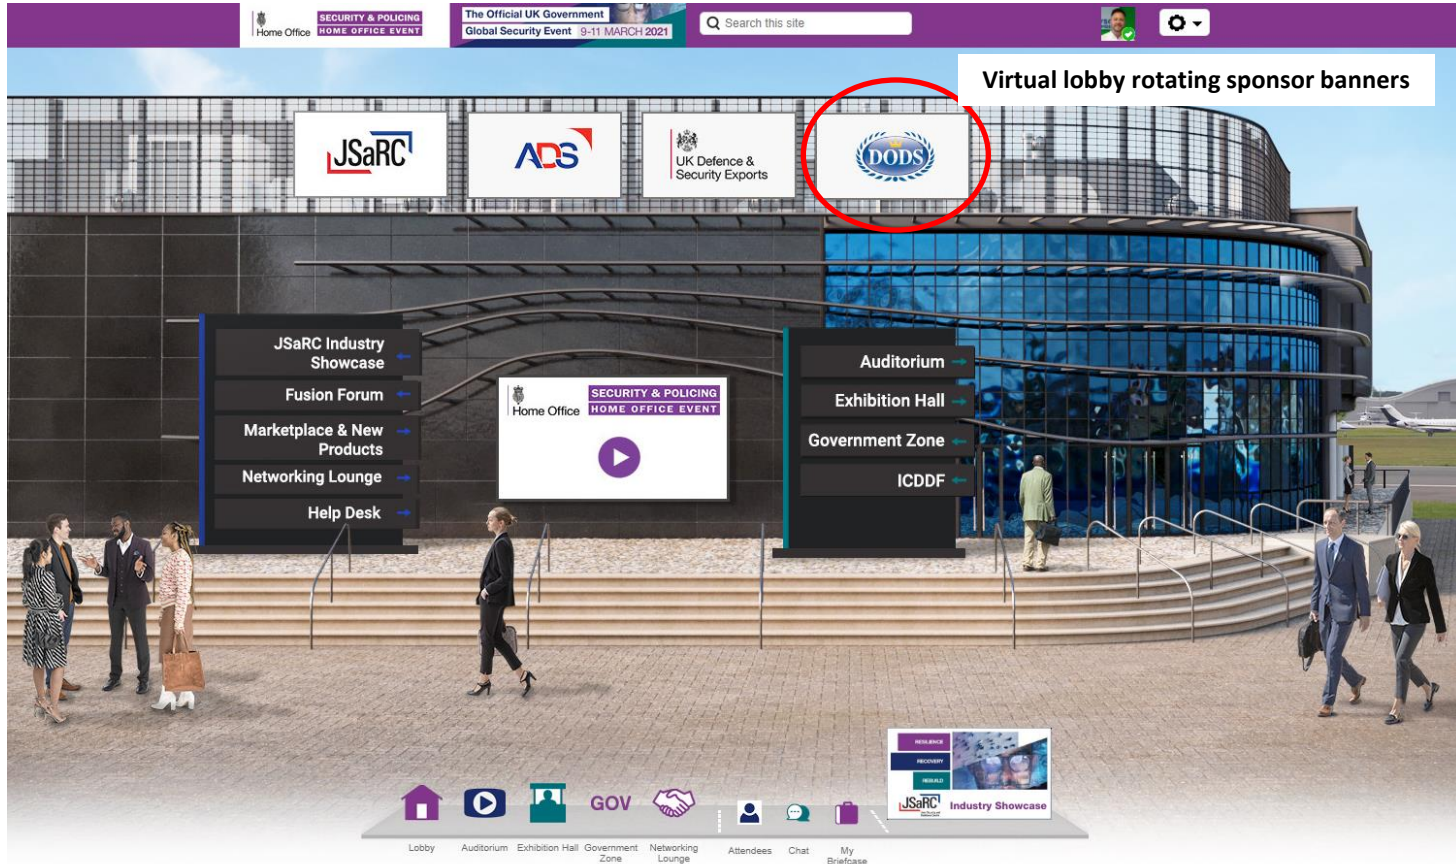 Home Office
SECURITY & POLICING
HOME OFFICE EVENT
The Official UK Government
Global Security Event 9-11 MARCH 2021
Search this site
Virtual lobby rotating sponsor banners
JSaRC
ADS
UK Defence &
Security Exports
DODS
JSaRC Industry
Showcase
Fusion Forum
Marketplace & New
Products
Networking Lounge
Help Desk
Home Office
SECURITY & POLICING
HOME OFFICE EVENT
Auditorium
Exhibition Hall
Government Zone
ICDDF
RESILIENCE
RECOVERY
REBUILD
JSaRC
Industry Showcase
GOV
Lobby
Auditorium
Exhibition Hall
Government
Zone
Networking
Lounge
Attendees
Chat
My
Briefcase